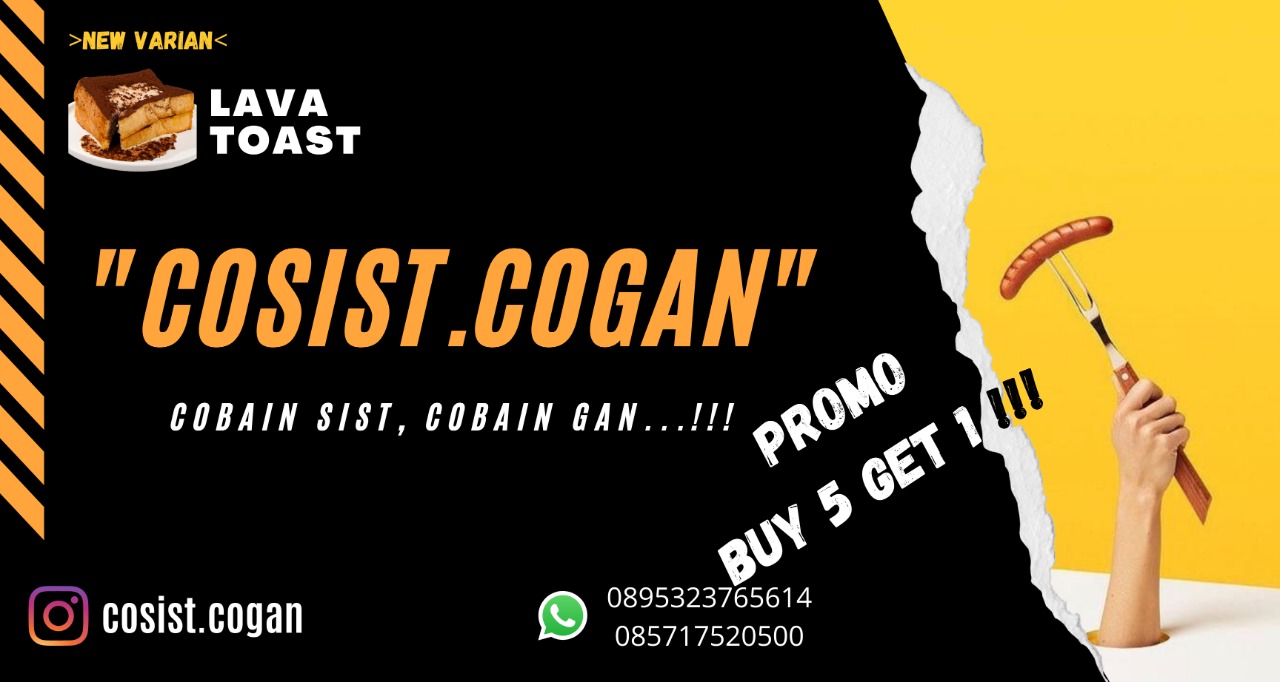 >NEW VARIAN<
LAVA
TOAST
"COSIST.COGAN"
COBAIN SIST, COBAIN GAN...!!!
PROMO
BUY 5 GET 1 !!!
cosist.cogan
0895323765614
085717520500